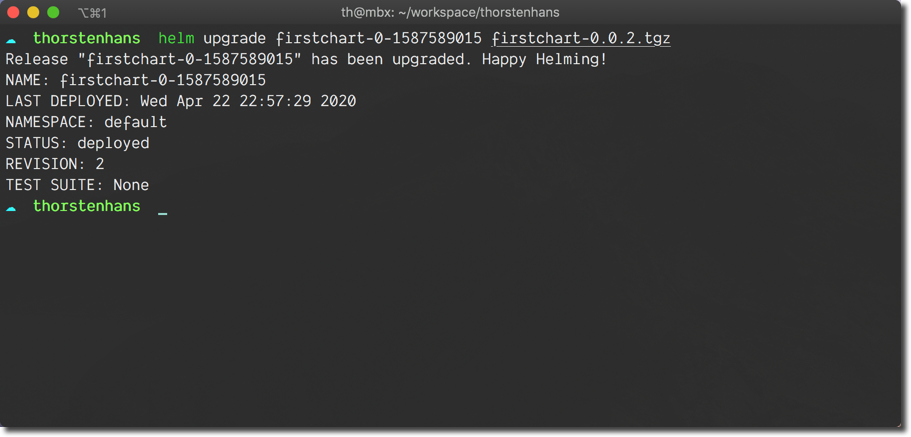 ⌥⌘1
th@mbx: ~/workspace/thorstenhans
thorstenhans helm upgrade firstchart-0-1587589015 firstchart-0.0.2.tgz
Release "firstchart-0-1587589015" has been upgraded. Happy Helming!
NAME: firstchart-0-1587589015
LAST DEPLOYED: Wed Apr 22 22:57:29 2020
NAMESPACE: default
STATUS: deployed
REVISION: 2
TEST SUITE: None
thorstenhans _